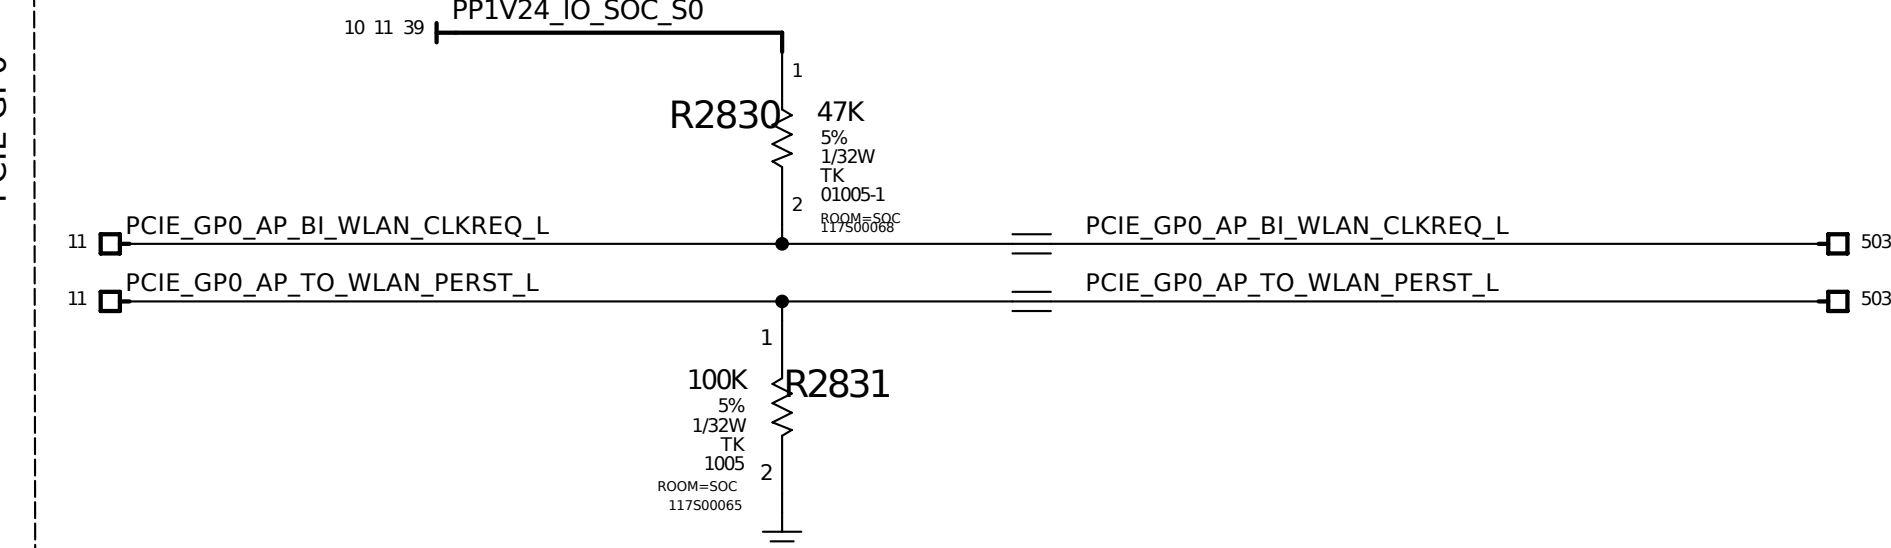 PP1V24_IO_SOC_S0
10 11 39
1
R2830
47K
5%
1/32W
TK
01005-1
2
ROOM=SOC
117S00068
11
PCIE_GP0_AP_BI_WLAN_CLKREQ_L
PCIE_GP0_AP_BI_WLAN_CLKREQ_L
503
11
PCIE_GP0_AP_TO_WLAN_PERST_L
PCIE_GP0_AP_TO_WLAN_PERST_L
503
1
100K
R2831
5%
1/32W
TK
1005
2
ROOM=SOC
117S00065